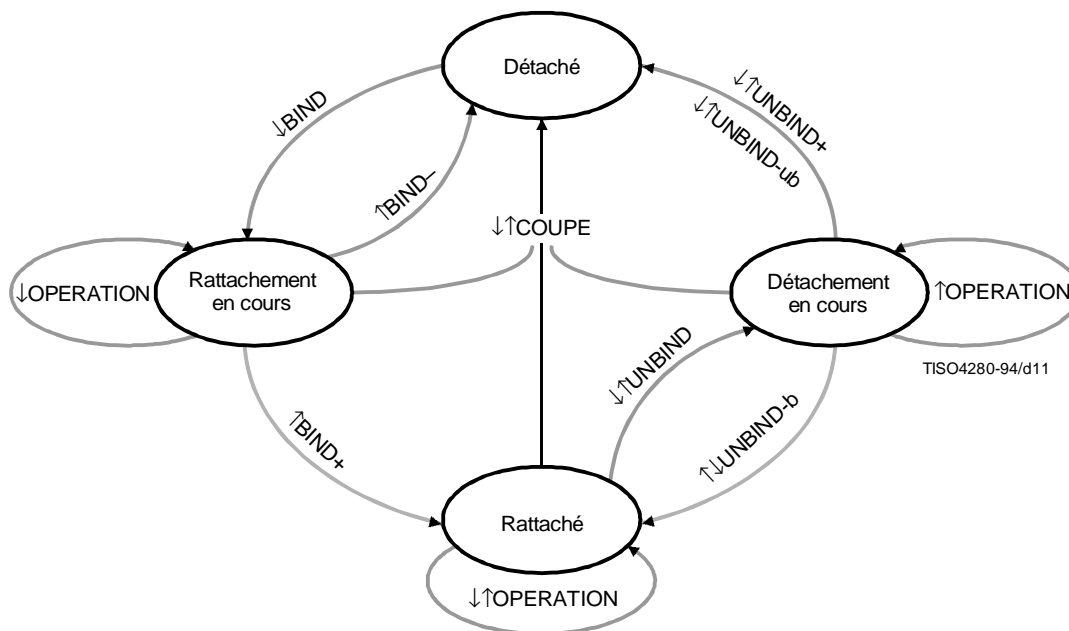 Détaché
↓↑UNBIND+
↓BIND
↓↑UNBIND-ub
↑BIND–
↓↑COUPE
↓OPERATION
Rattachement
en cours
Détachement
en cours
↑OPERATION
TISO4280-94/d11
↓↑UNBIND
↑BIND+
↑↓UNBIND-b
Rattaché
↓↑OPERATION